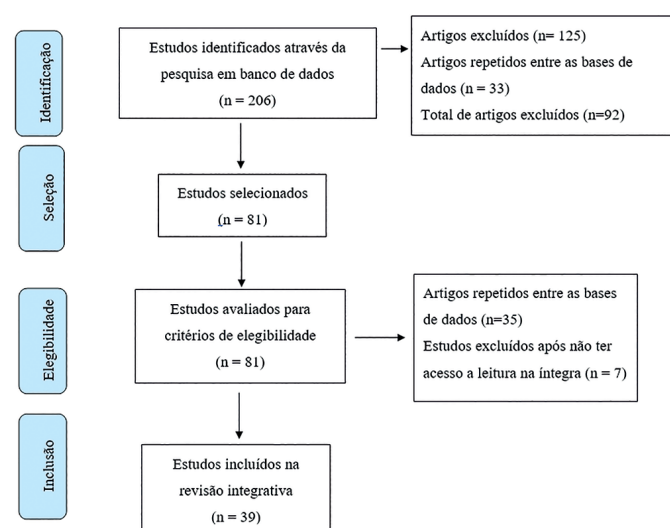 Identificação
Estudos identificados através da
pesquisa em banco de dados
(n = 206)
Artigos excluídos (n= 125)
Artigos repetidos entre as bases de
dados (n = 33)
Total de artigos excluídos (n=92)
Seleção
Estudos selecionados
(n = 81)
Elegibilidade
Estudos avaliados para
critérios de elegibilidade
(n = 81)
Artigos repetidos entre as bases
de dados (n=35)
Estudos excluídos após não ter
acesso a leitura na íntegra (n = 7)
Inclusão
Estudos incluídos na
revisão integrativa
(n = 39)